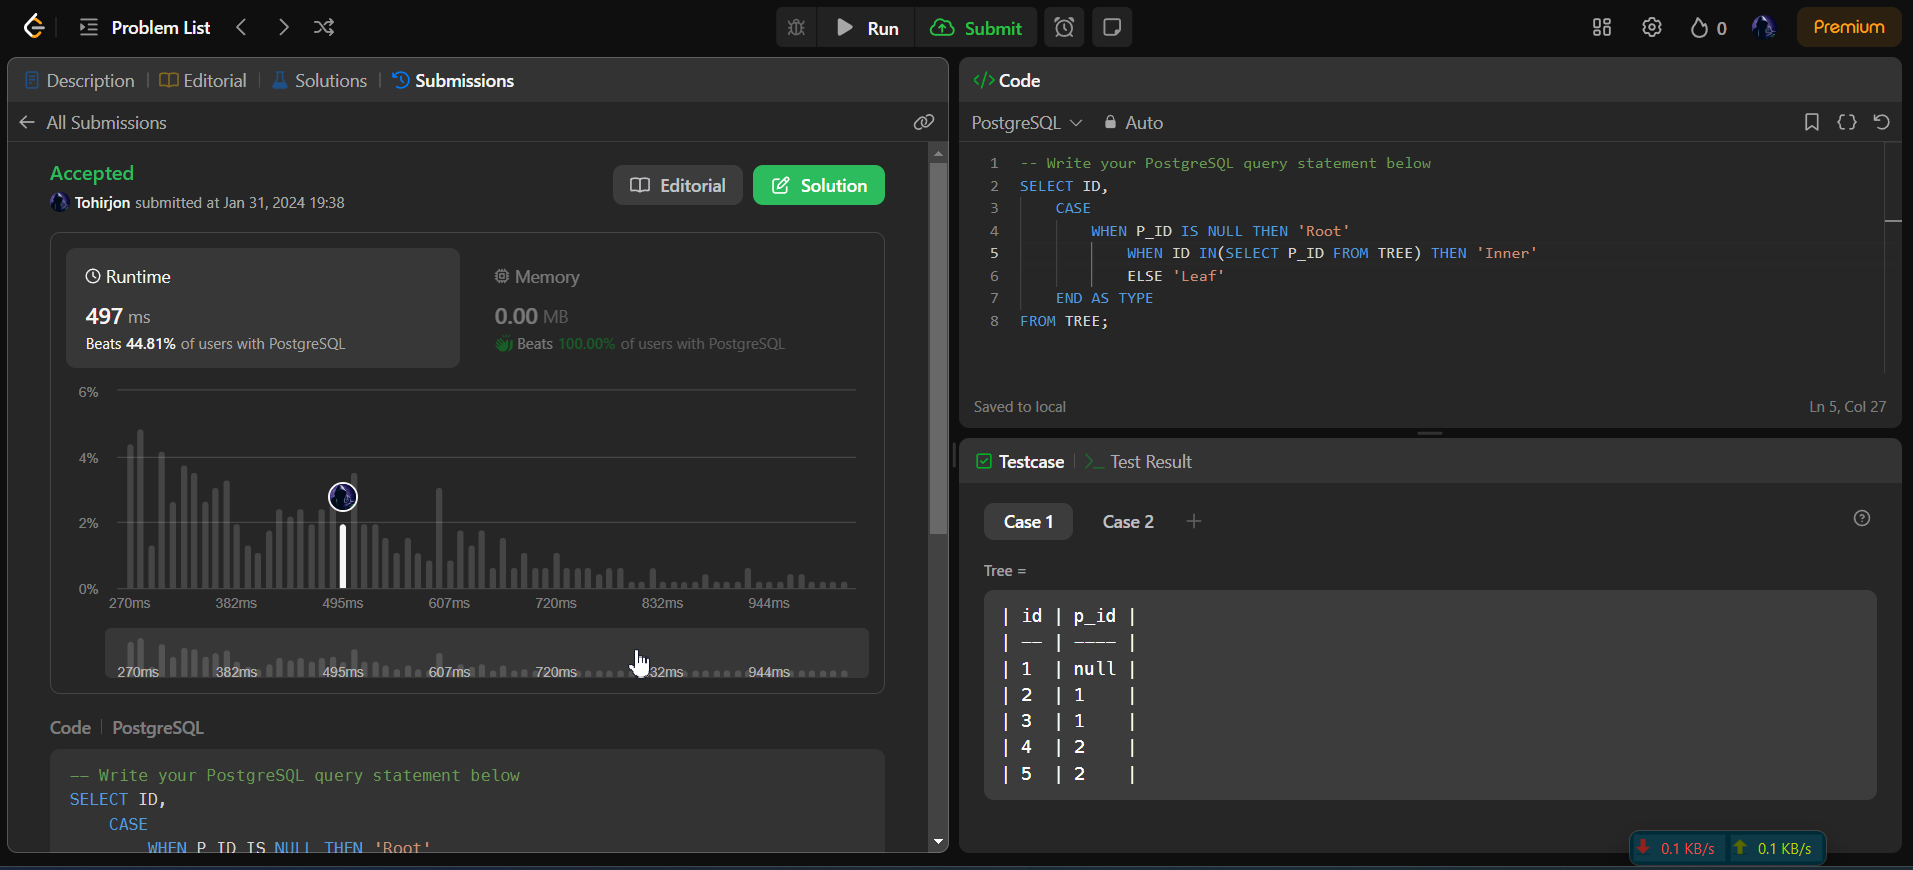 Problem List
Run
Submit
0
Premium
Description | Editorial | Solutions | Submissions
All Submissions
Accepted
Tohirjon submitted at Jan 31, 2024 19:38
Editorial
Solution
Runtime
497 ms
Beats 44.81% of users with PostgreSQL
Memory
0.00 MB
Beats 100.00% of users with PostgreSQL
6%
4%
2%
0%
270ms 382ms 495ms 607ms 720ms 832ms 944ms
270ms 382ms 495ms 607ms 720ms 32ms 944ms
Code | PostgreSQL
-- Write your PostgreSQL query statement below
SELECT ID,
CASE
WHEN P_ID IS NULL THEN 'Root'
</> Code
PostgreSQL Auto
1 -- Write your PostgreSQL query statement below
2 SELECT ID,
3 CASE
4 WHEN P_ID IS NULL THEN 'Root'
5 WHEN ID IN(SELECT P_ID FROM TREE) THEN 'Inner'
6 ELSE 'Leaf'
7 END AS TYPE
8 FROM TREE;
Saved to local
Ln 5, Col 27
Testcase | >_ Test Result
Case 1 Case 2 +
Tree =
| id | p_id |
| -- | ---- |
| 1 | null |
| 2 | 1 |
| 3 | 1 |
| 4 | 2 |
| 5 | 2 |
0.1 KB/s 0.1 KB/s